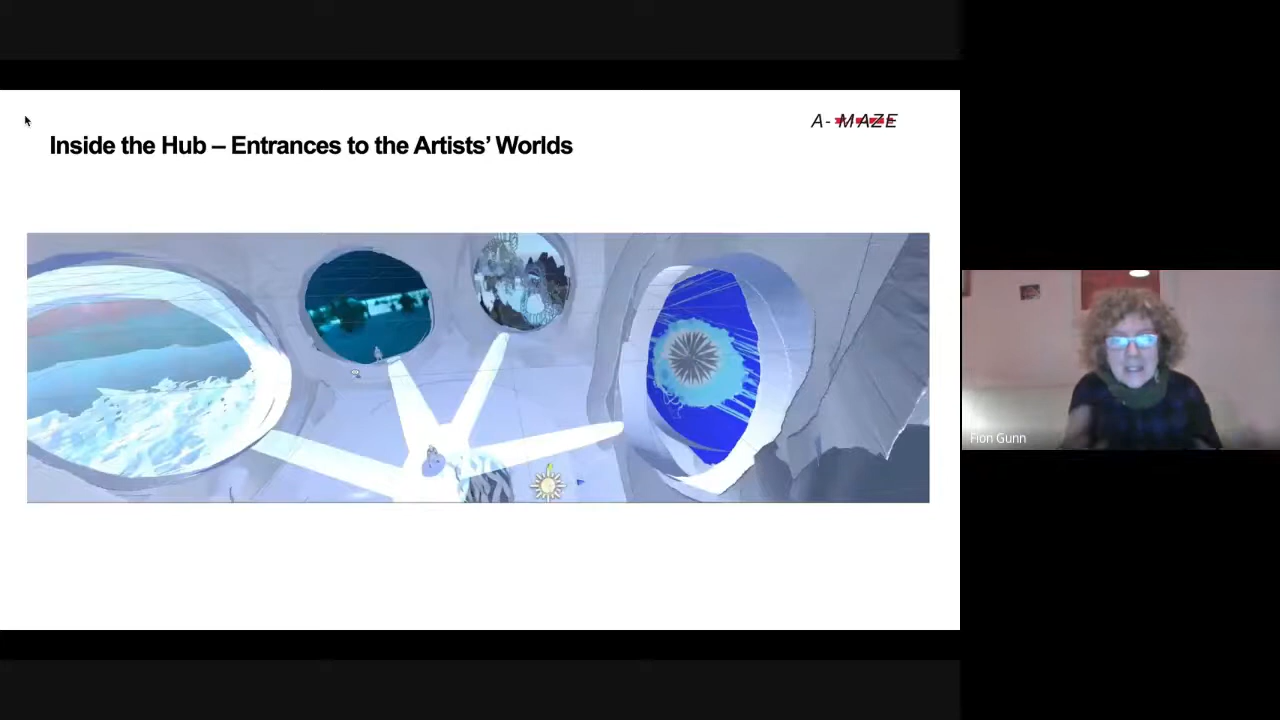 A- MAZE
Inside the Hub – Entrances to the Artists’ Worlds
Fion Gunn